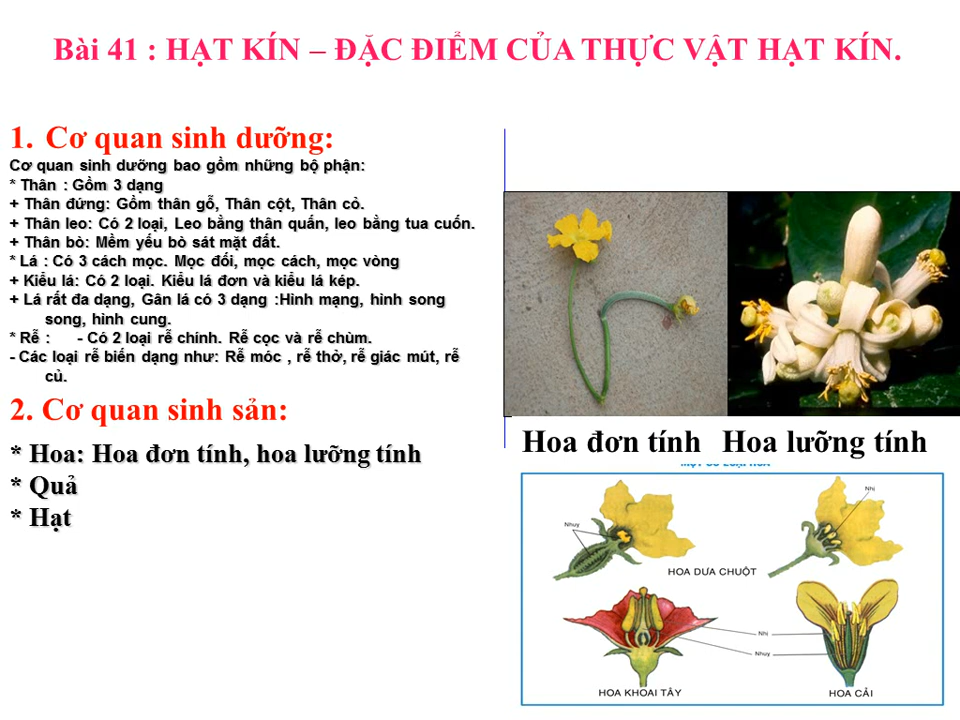 Bài 41 : HẠT KÍN – ĐẶC ĐIỂM CỦA THỰC VẬT HẠT KÍN.
1. Cơ quan sinh dưỡng:
Cơ quan sinh dưỡng bao gồm những bộ phận:
* Thân : Gồm 3 dạng
+ Thân đứng: Gồm thân gỗ, Thân cột, Thân cỏ.
+ Thân leo: Có 2 loại, Leo bằng thân quấn, leo bằng tua cuốn.
+ Thân bò: Mềm yếu bò sát mặt đất.
* Lá : Có 3 cách mọc. Mọc đối, mọc cách, mọc vòng
+ Kiểu lá: Có 2 loại. Kiểu lá đơn và kiểu lá kép.
+ Lá rất đa dạng, Gân lá có 3 dạng :Hình mạng, hình song
song, hình cung.
* Rễ : - Có 2 loại rễ chính. Rễ cọc và rễ chùm.
- Các loại rễ biến dạng như: Rễ móc , rễ thở, rễ giác mút, rễ
củ.
2. Cơ quan sinh sản:
* Hoa: Hoa đơn tính, hoa lưỡng tính
* Quả
* Hạt
Hoa đơn tính Hoa lưỡng tính
MỘT SỐ LOẠI HOA
Nhuỵ
Nhị
HOA DƯA CHUỘT
Nhị
Nhuỵ
HOA KHOAI TÂY
HOA CẢI